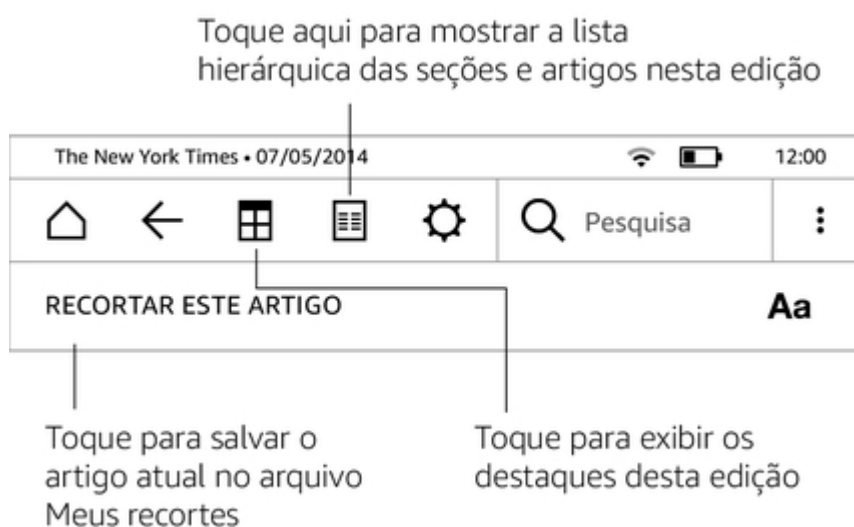 Toque aqui para mostrar a lista
hierárquica das seções e artigos nesta edição
The New York Times • 07/05/2014
12:00
Pesquisa
RECORTAR ESTE ARTIGO
Aa
Toque para salvar o
artigo atual no arquivo
Meus recortes
Toque para exibir os
destaques desta edição